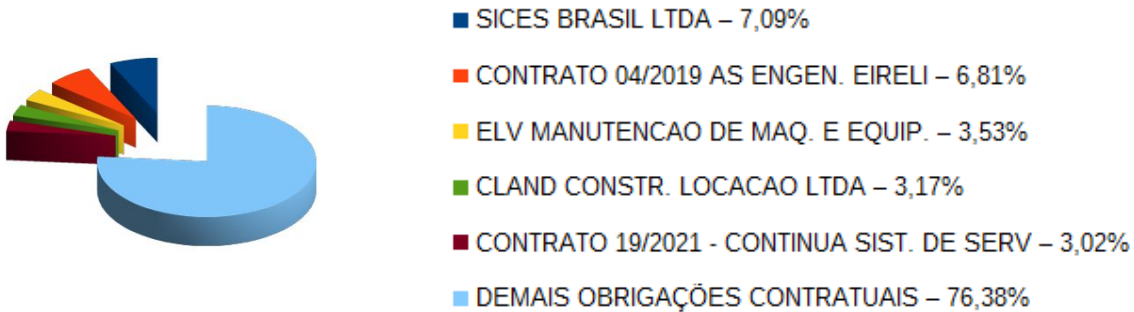 SICES BRASIL LTDA – 7,09%
CONTRATO 04/2019 AS ENGEN. EIRELI – 6,81%
ELV MANUTENCAO DE MAQ. E EQUIP. – 3,53%
CLAND CONSTR. LOCACAO LTDA – 3,17%
CONTRATO 19/2021 - CONTINUA SIST. DE SERV – 3,02%
DEMAIS OBRIGAÇÕES CONTRATUAIS – 76,38%